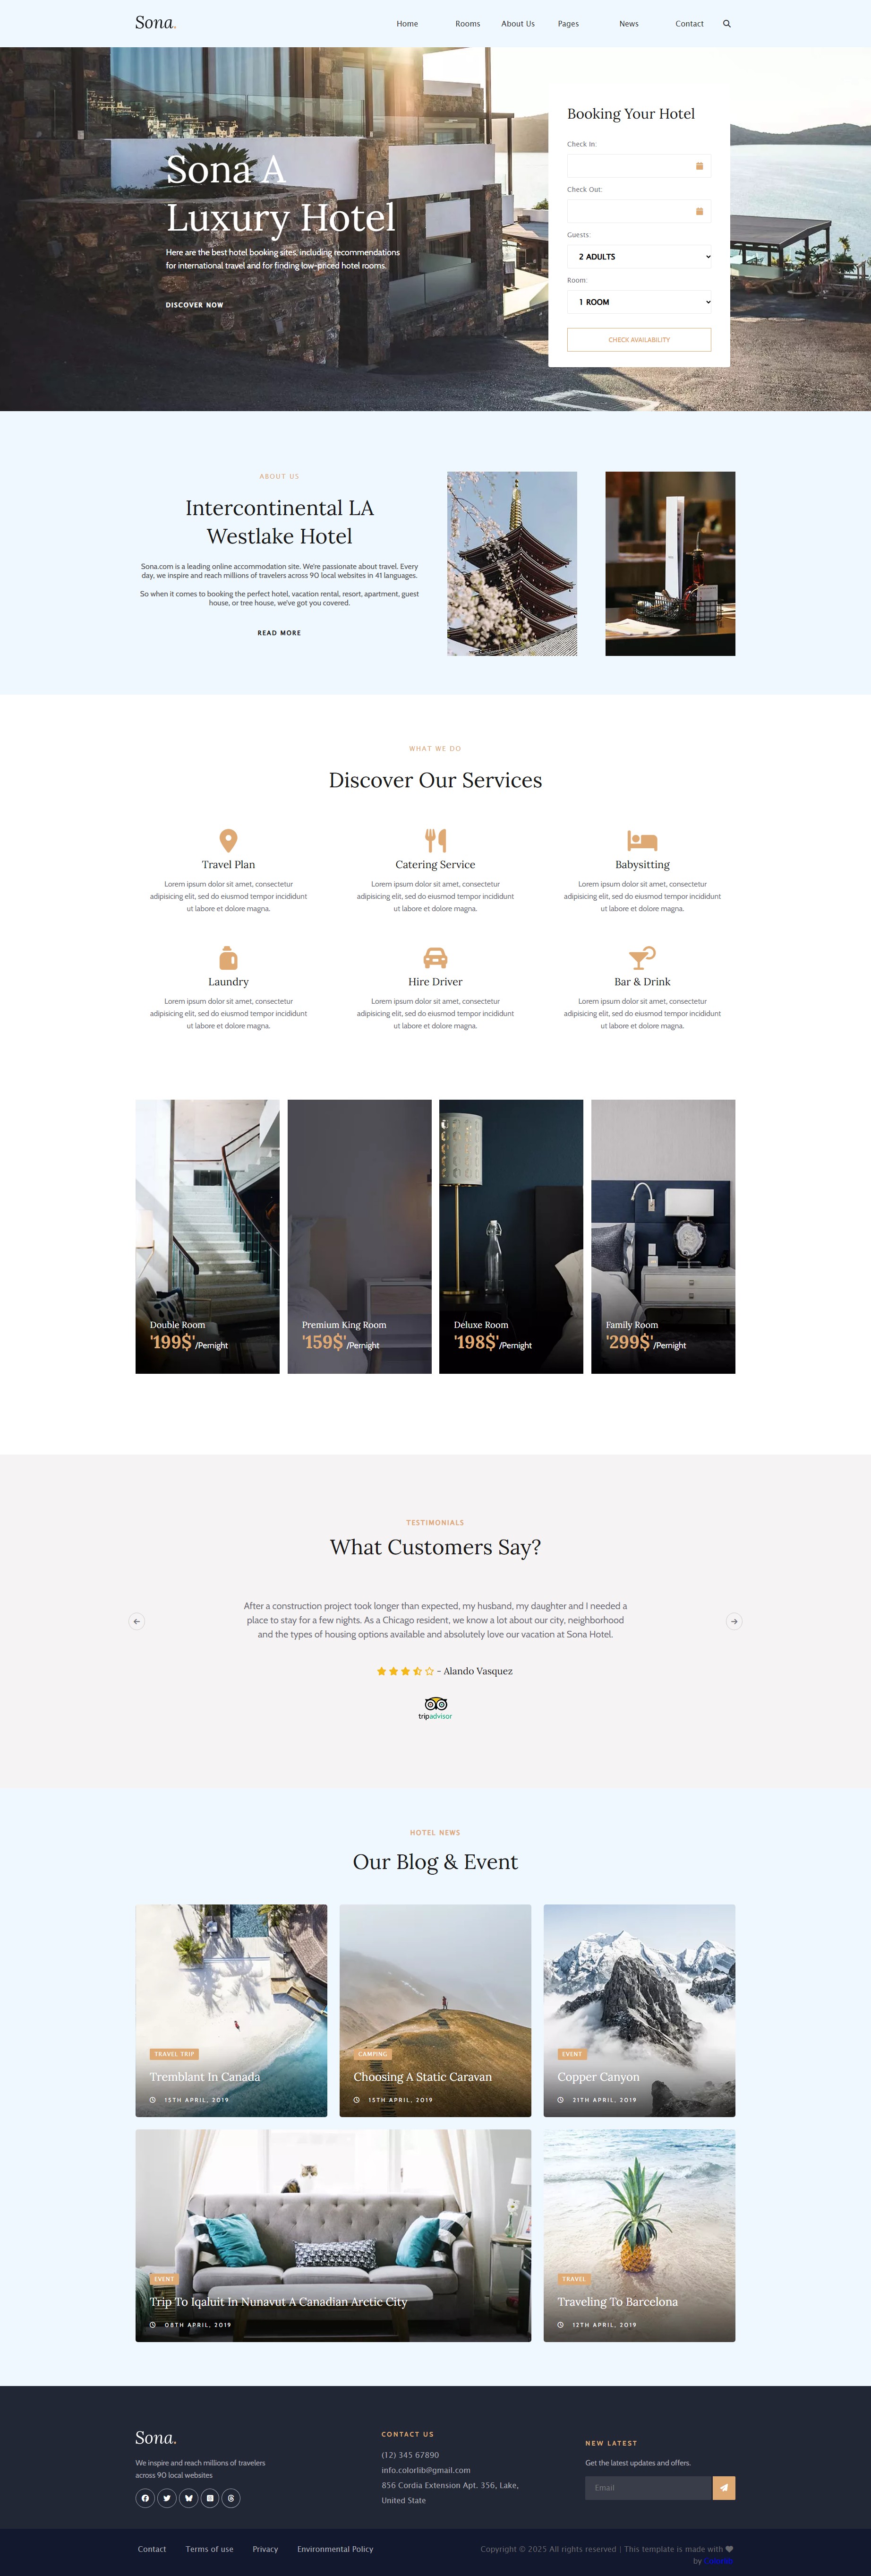 Sona.
Home Rooms About Us Pages News Contact
Sona A
Luxury Hotel
Here are the best hotel booking sites, including recommendations
for international travel and for finding low-priced hotel rooms.
DISCOVER NOW
Booking Your Hotel
Check In:
Check Out:
Guests:
2 ADULTS
Room:
1 ROOM
CHECK AVAILABILITY
ABOUT US
Intercontinental LA
Westlake Hotel
Sona.com is a leading online accommodation site. We're passionate about travel. Every
day, we inspire and reach millions of travelers across 90 local websites in 41 languages.
So when it comes to booking the perfect hotel, vacation rental, resort, apartment, guest
house, or tree house, we've got you covered.
READ MORE
WHAT WE DO
Discover Our Services
Travel Plan
Lorem ipsum dolor sit amet, consectetur
adipisicing elit, sed do eiusmod tempor incididunt
ut labore et dolore magna.
Catering Service
Lorem ipsum dolor sit amet, consectetur
adipisicing elit, sed do eiusmod tempor incididunt
ut labore et dolore magna.
Babysitting
Lorem ipsum dolor sit amet, consectetur
adipisicing elit, sed do eiusmod tempor incididunt
ut labore et dolore magna.
Laundry
Lorem ipsum dolor sit amet, consectetur
adipisicing elit, sed do eiusmod tempor incididunt
ut labore et dolore magna.
Hire Driver
Lorem ipsum dolor sit amet, consectetur
adipisicing elit, sed do eiusmod tempor incididunt
ut labore et dolore magna.
Bar & Drink
Lorem ipsum dolor sit amet, consectetur
adipisicing elit, sed do eiusmod tempor incididunt
ut labore et dolore magna.
Double Room
'199$'/Pernight
Premium King Room
'159$'/Pernight
Deluxe Room
'198$'/Pernight
Family Room
'299$'/Pernight
TESTIMONIALS
What Customers Say?
After a construction project took longer than expected, my husband, my daughter and I needed a
place to stay for a few nights. As a Chicago resident, we know a lot about our city, neighborhood
and the types of housing options available and absolutely love our vacation at Sona Hotel.
- Alando Vasquez
tripadvisor
HOTEL NEWS
Our Blog & Event
TRAVEL TRIP
Tremblant In Canada
15TH APRIL, 2019
CAMPING
Choosing A Static Caravan
15TH APRIL, 2019
EVENT
Copper Canyon
21TH APRIL, 2019
EVENT
Trip To Iqaluit In Nunavut A Canadian Arctic City
08TH APRIL, 2019
TRAVEL
Traveling To Barcelona
12TH APRIL, 2019
Sona.
We inspire and reach millions of travelers
across 90 local websites
CONTACT US
(12) 345 67890
info.colorlib@gmail.com
856 Cordia Extension Apt. 356, Lake,
United State
NEW LATEST
Get the latest updates and offers.
Email
Contact Terms of use Privacy Environmental Policy
Copyright © 2025 All rights reserved | This template is made with
by